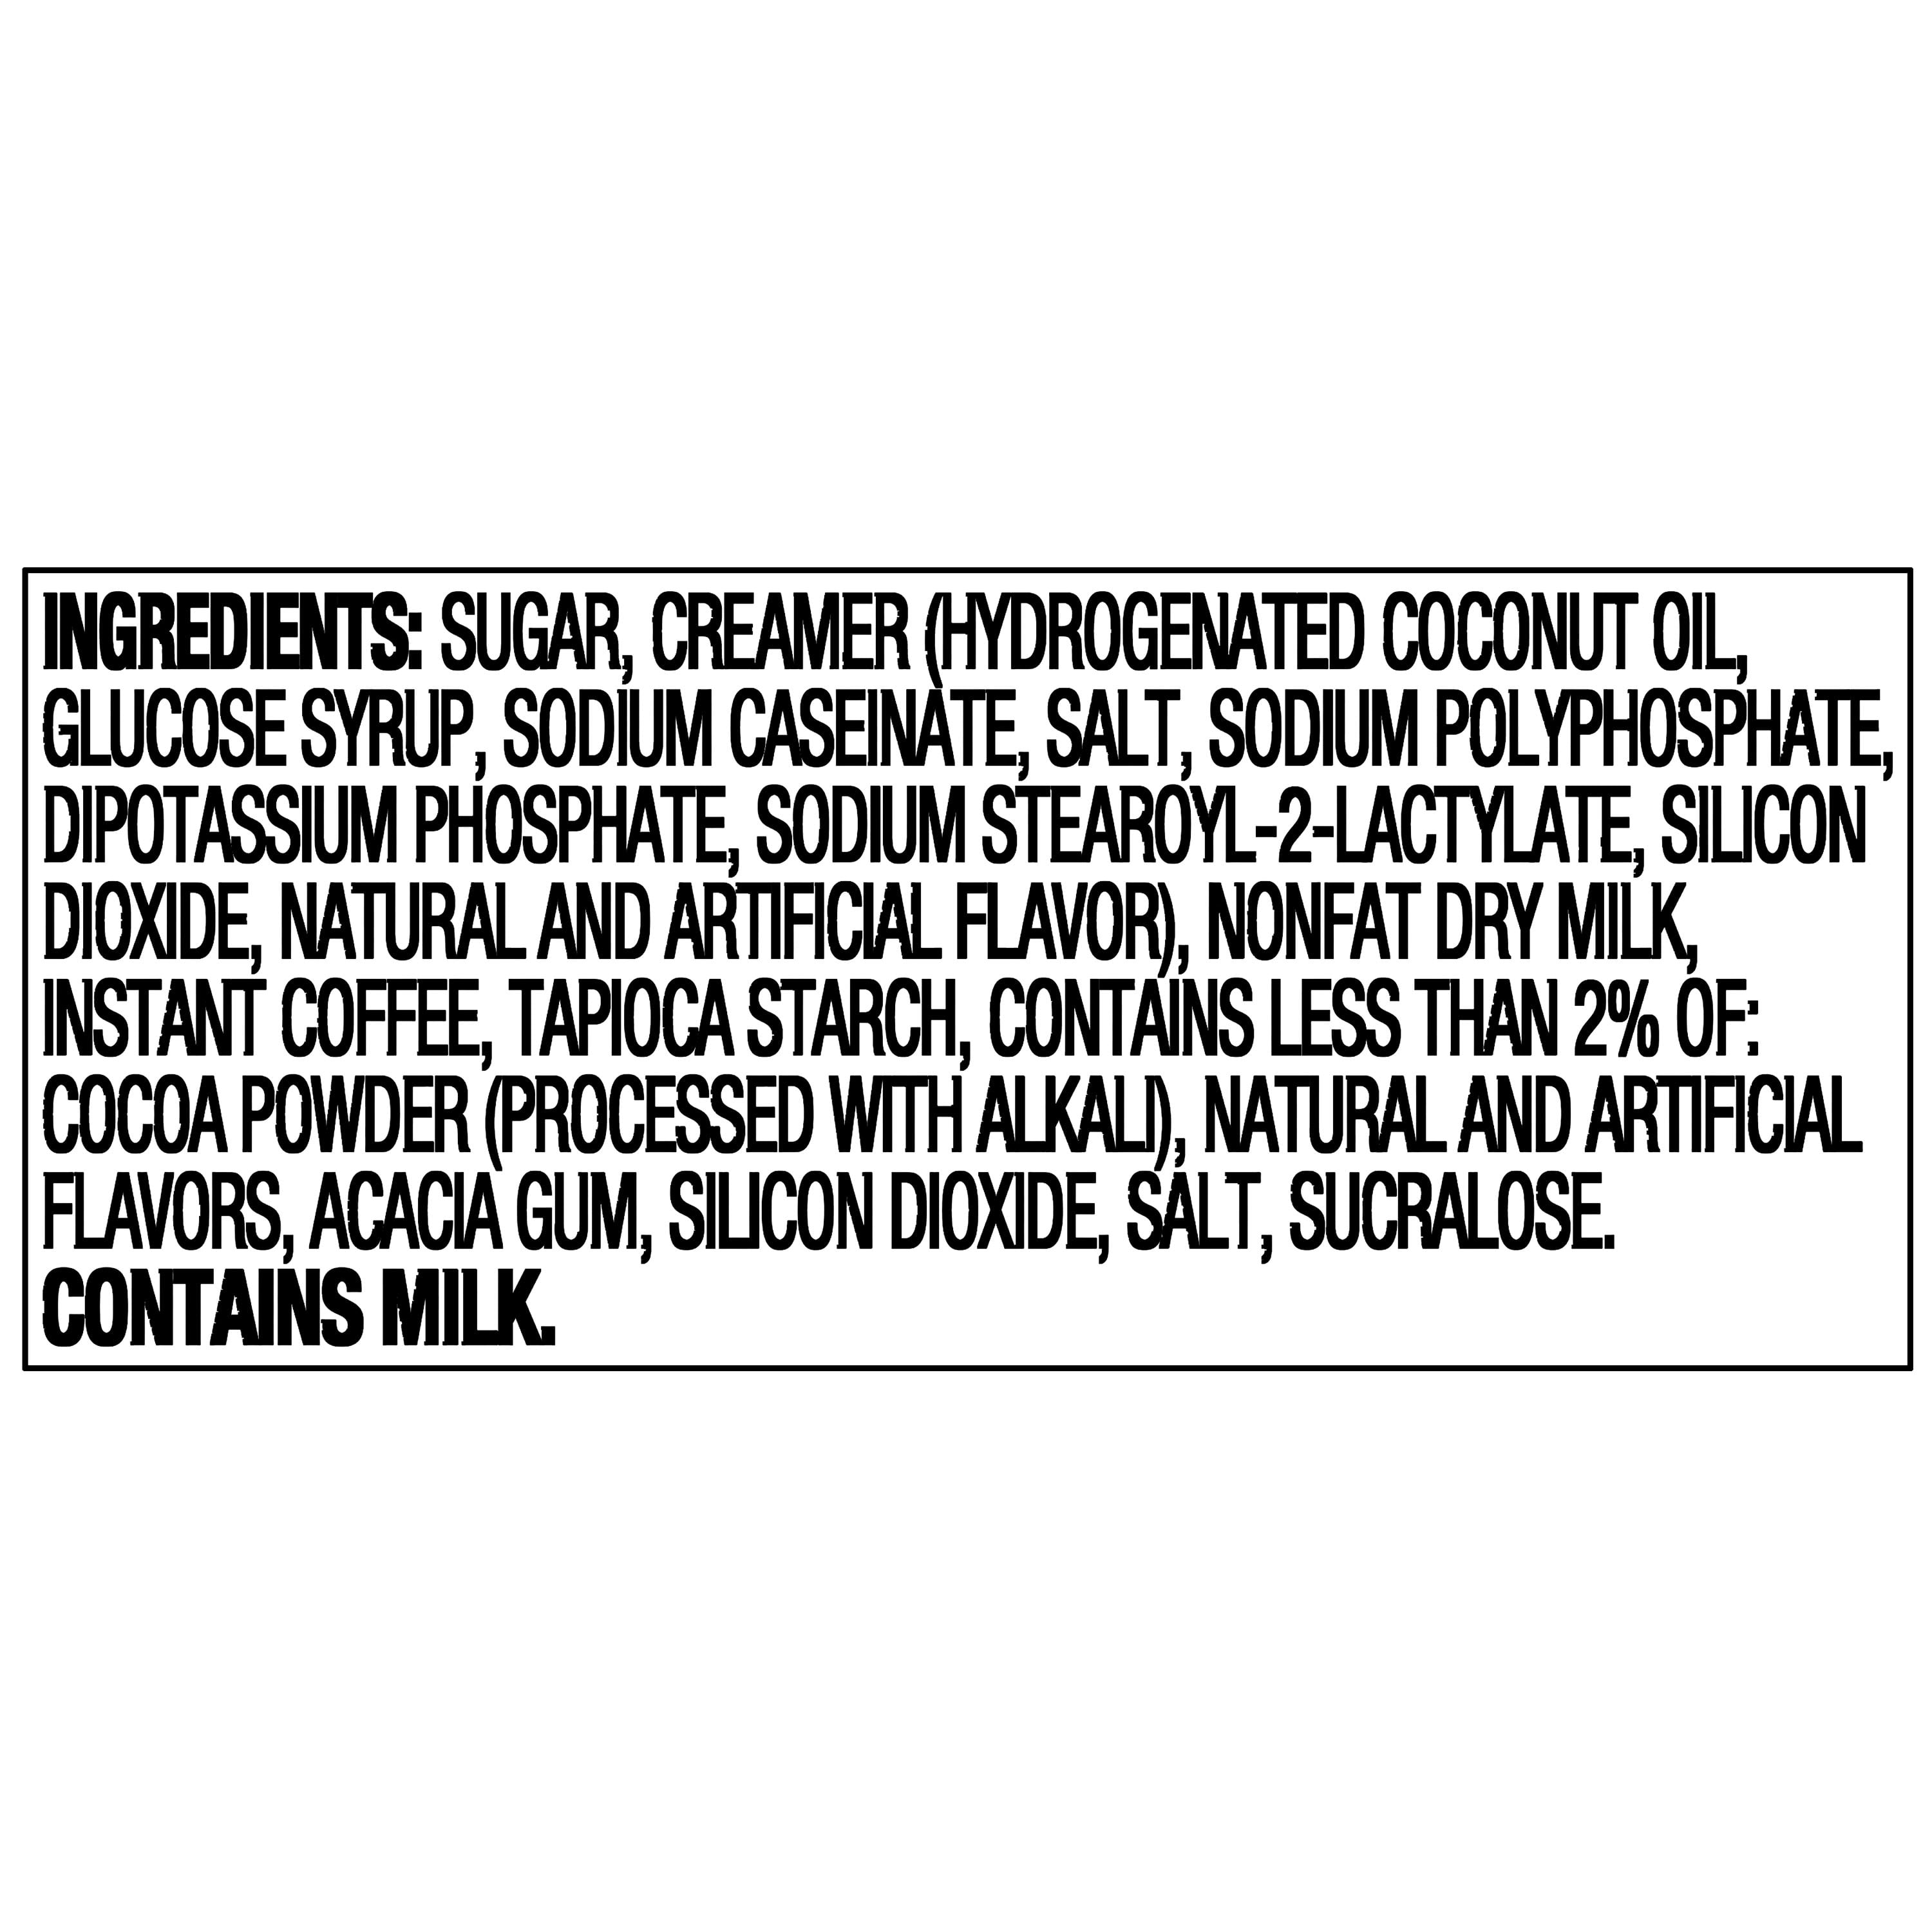 INGREDIENTS: SUGAR, CREAMER (HYDROGENATED COCONUT OIL,
GLUCOSE SYRUP, SODIUM CASEINATE, SALT, SODIUM POLYPHOSPHATE,
DIPOTASSIUM PHOSPHATE, SODIUM STEAROYL-2-LACTYLATE, SILICON
DIOXIDE, NATURAL AND ARTIFICIAL FLAVOR), NONFAT DRY MILK,
INSTANT COFFEE, TAPIOCA STARCH, CONTAINS LESS THAN 2% OF:
COCOA POWDER (PROCESSED WITH ALKALI), NATURAL AND ARTIFICIAL
FLAVORS, ACACIA GUM, SILICON DIOXIDE, SALT, SUCRALOSE.
CONTAINS MILK.